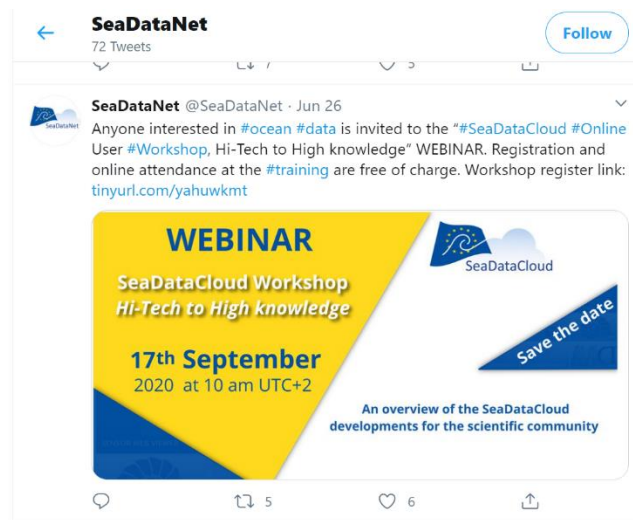 SeaDataNet
72 Tweets
Follow
5
SeaDataNet @SeaDataNet · Jun 26
SeaDataNet
Anyone interested in #ocean #data is invited to the "#SeaDataCloud #Online
User #Workshop, Hi-Tech to High knowledge" WEBINAR. Registration and
online attendance at the #training are free of charge. Workshop register link:
tinyurl.com/yahuwkmt
WEBINAR
SeaDataCloud Workshop
Hi-Tech to High knowledge
17th September
2020 at 10 am UTC+2
SeaDataCloud
Save the date
An overview of the SeaDataCloud
developments for the scientific community
5 6